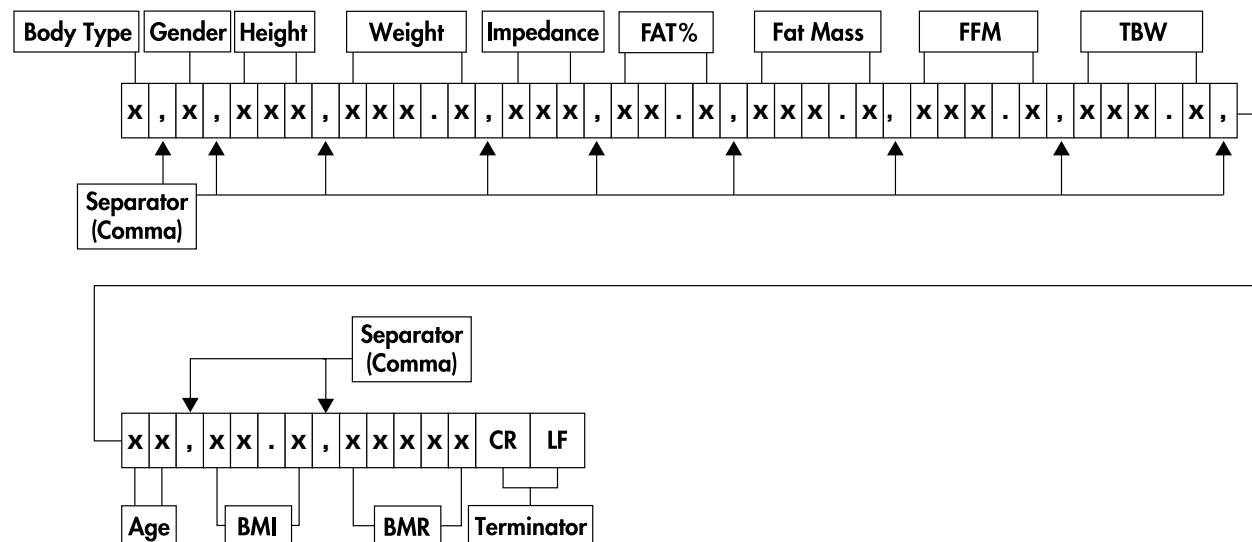 Body Type Gender Height Weight Impedance FAT% Fat Mass FFM TBW
x , x , x x x , x x x . x , x x x , x x . x , x x x . x , x x x . x , x x x . x ,
Separator
(Comma)
Separator
(Comma)
x x , x x . x , x x x x x CR LF
Age BMI BMR Terminator